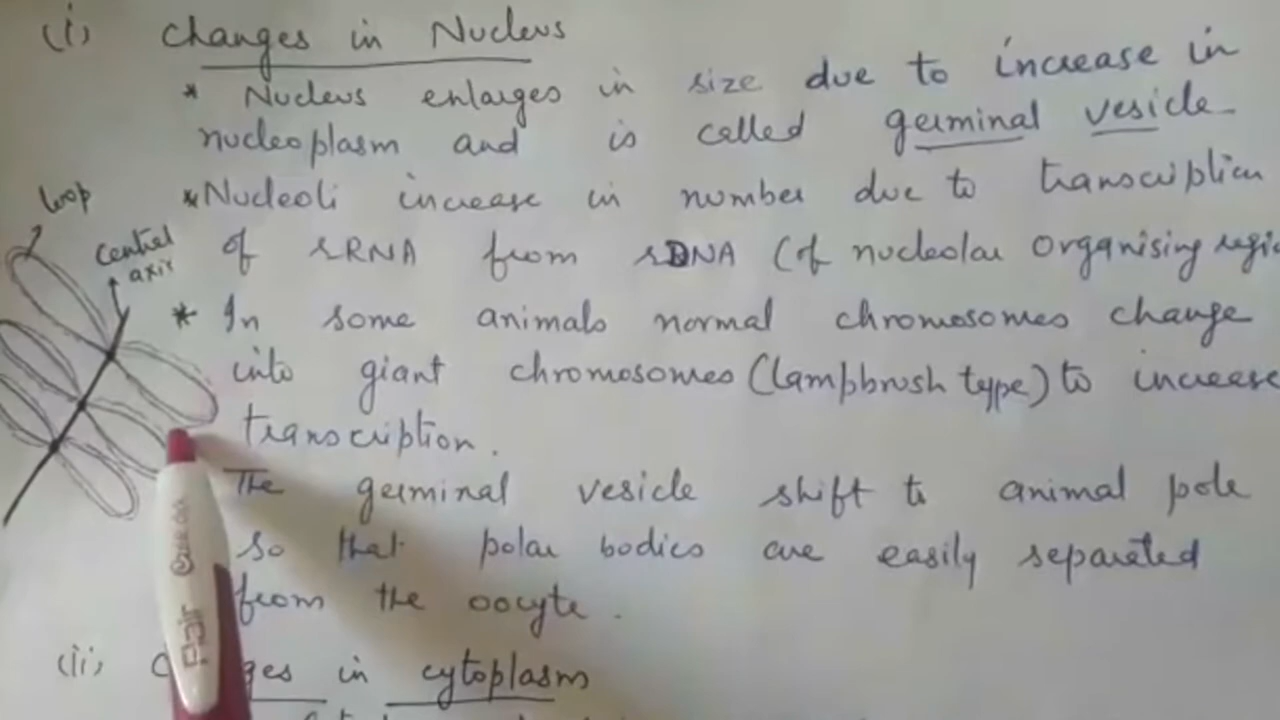 (i) Changes in Nucleus
* Nucleus enlarges in size due to increase in
nucleoplasm and is called germinal vesicle
* Nucleoli increase in number due to transcription
of rRNA from rDNA (of nucleolar organising
* In some animals normal chromosomes change
into giant chromosomes (lampbrush type) to increase
transcription.
The germinal vesicle shift to animal pole
so that polar bodies are easily separated
from the oocyte.
(ii) in cytoplasm
loop
central
axis
Flair